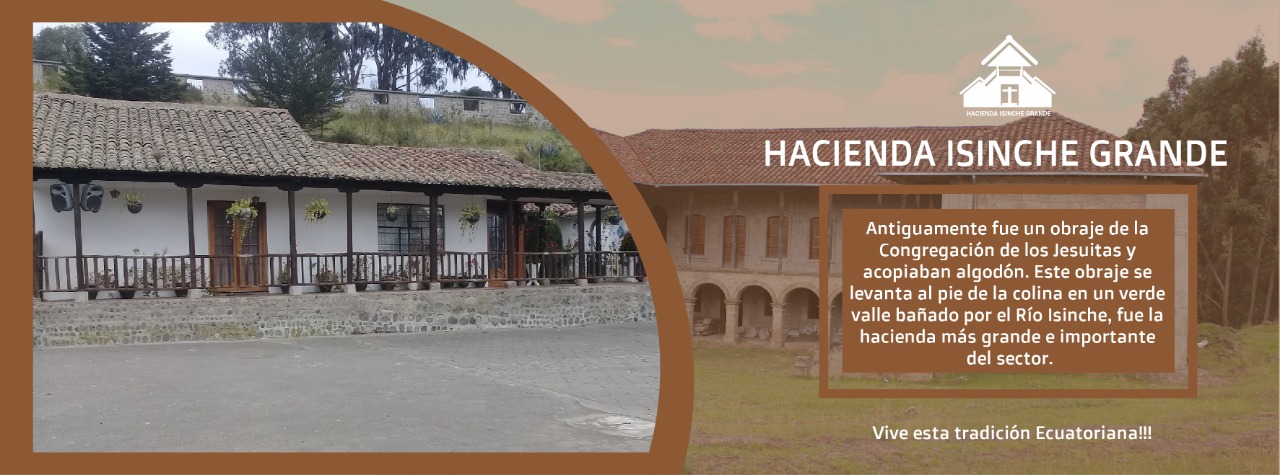 HACIENDA ISINCHE GRANDE
HACIENDA ISINCHE GRANDE
Antiguamente fue un obraje de la
Congregación de los Jesuitas y
acopiaban algodón. Este obraje se
levanta al pie de la colina en un verde
valle bañado por el Río Isinche, fue la
hacienda más grande e importante
del sector.
Vive esta tradición Ecuatoriana!!!